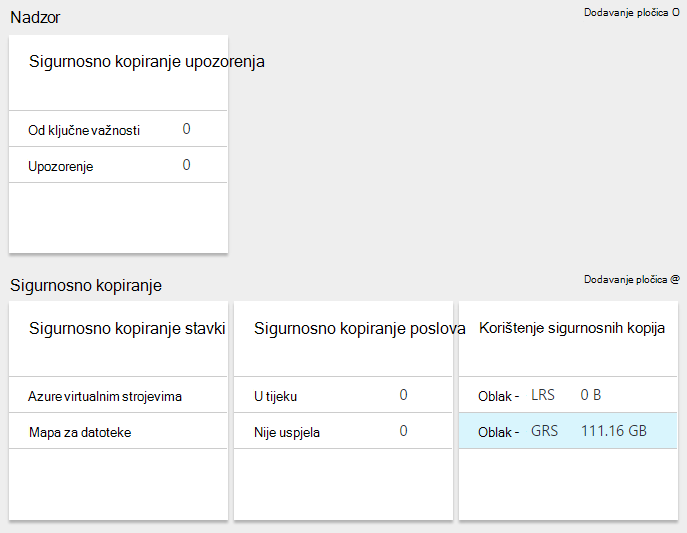 Nadzor
Dodavanje pločica O
Sigurnosno kopiranje upozorenja
Od ključne važnosti 0
Upozorenje 0
Sigurnosno kopiranje
Dodavanje pločica @
Sigurnosno kopiranje stavki
Azure virtualnim strojevima
Mapa za datoteke
Sigurnosno kopiranje poslova
U tijeku 0
Nije uspjela 0
Korištenje sigurnosnih kopija
Oblak - LRS 0 B
Oblak - GRS 111.16 GB